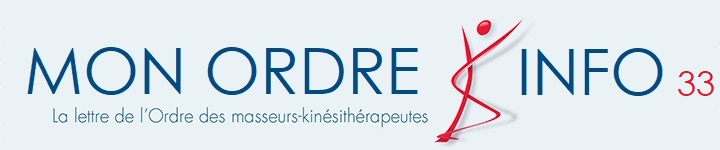 MON ORDRE INFO 33
La lettre de l'Ordre des masseurs-kinésithérapeutes